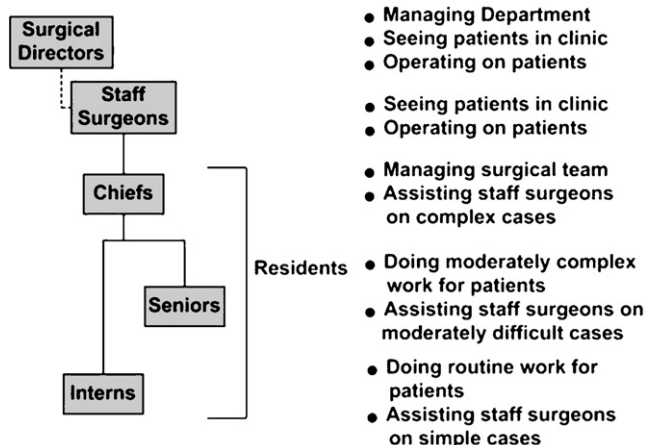 Surgical
Directors
● Managing Department
● Seeing patients in clinic
● Operating on patients
Staff
Surgeons
● Seeing patients in clinic
● Operating on patients
Chiefs
● Managing surgical team
● Assisting staff surgeons
on complex cases
Residents
Seniors
● Doing moderately complex
work for patients
● Assisting staff surgeons on
moderately difficult cases
Interns
● Doing routine work for
patients
● Assisting staff surgeons
on simple cases